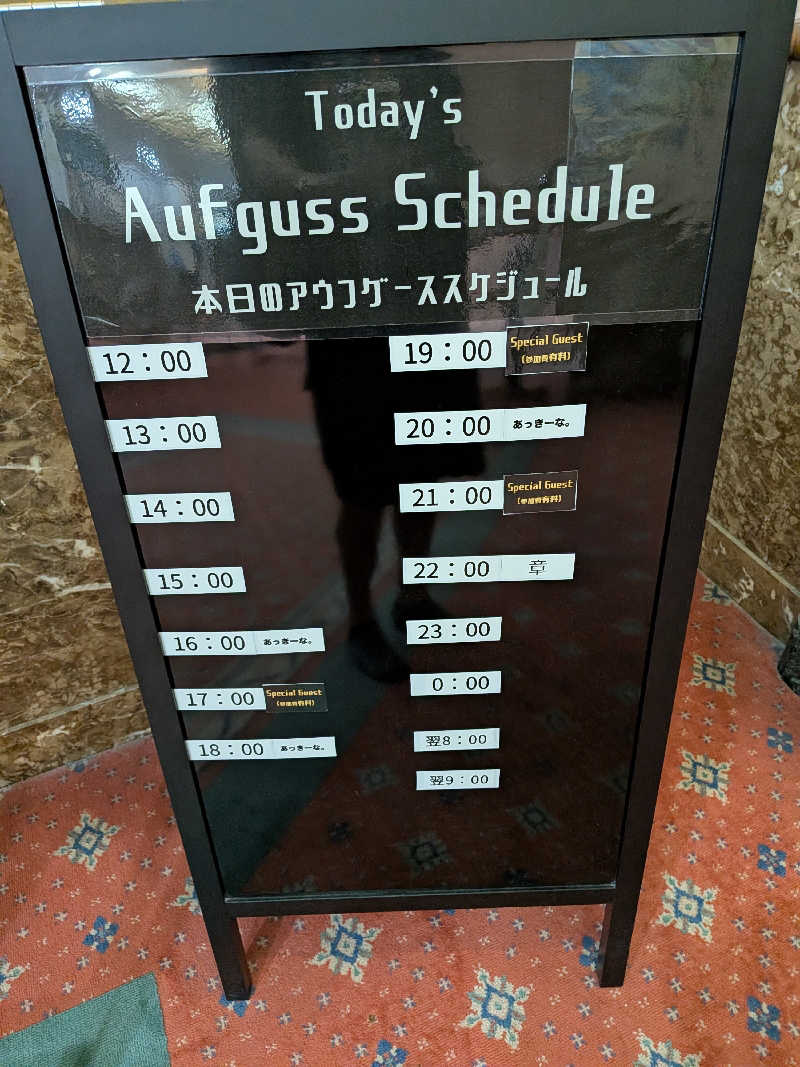 Today's
Aufguss Schedule
本日のアウフグーススケジュール
12：00
13：00
14：00
15：00
16：00 あっきーな。
17：00 Special Guest
(参加費有料)
18：00 あっきーな。
19：00 Special Guest
(参加費有料)
20：00 あっきーな。
21：00 Special Guest
(参加費有料)
22：00 章
23：00
0：00
翌8：00
翌9：00